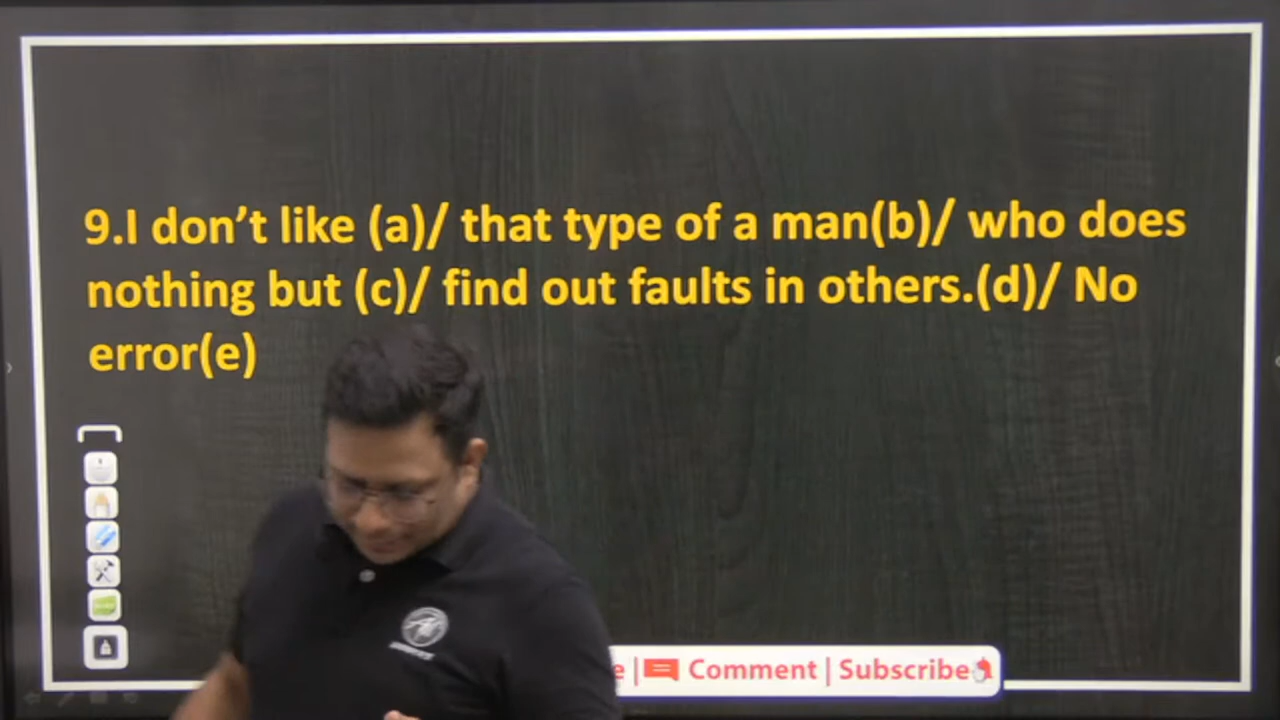 9.I don’t like (a)/ that type of a man(b)/ who does
nothing but (c)/ find out faults in others.(d)/ No
error(e)
e | Comment | Subscribe